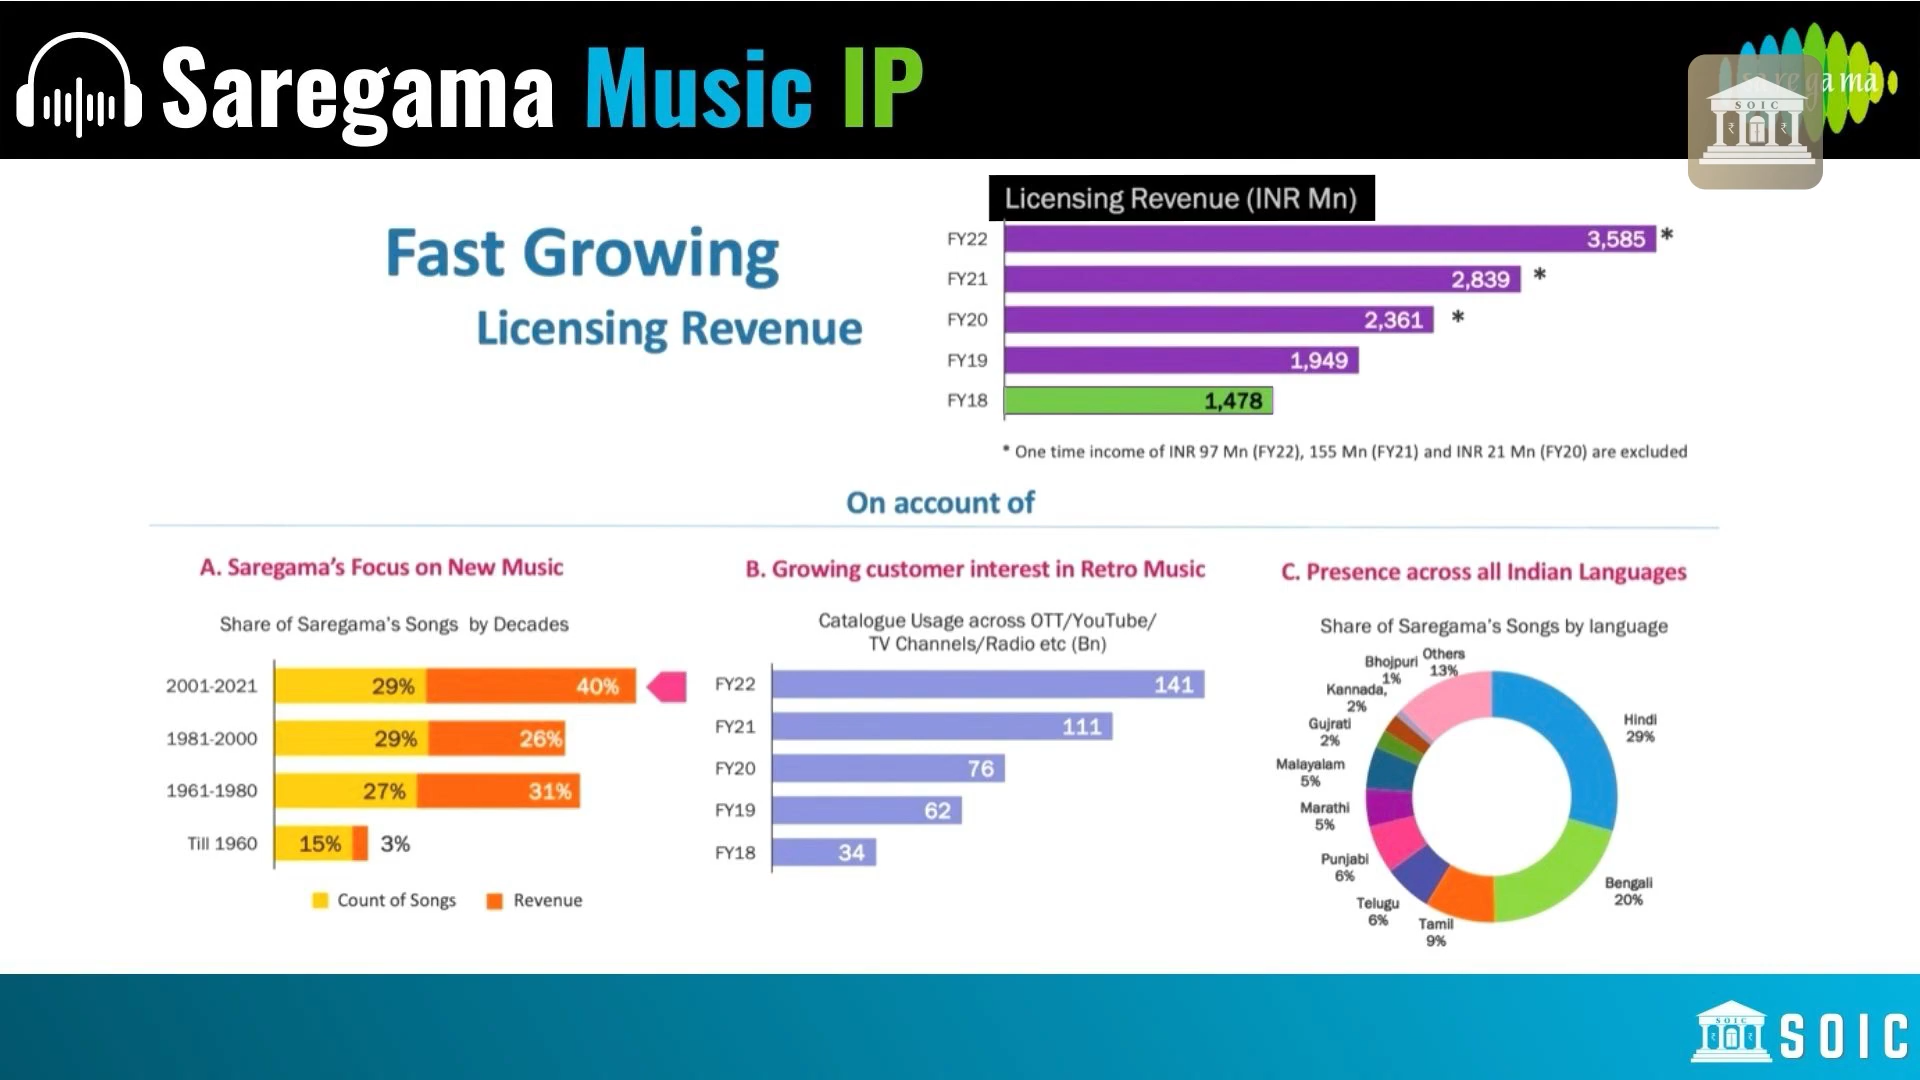 Saregama Music IP
saregama
SOIC
Fast Growing
Licensing Revenue
Licensing Revenue (INR Mn)
FY22 3,585 *
FY21 2,839 *
FY20 2,361 *
FY19 1,949
FY18 1,478
* One time income of INR 97 Mn (FY22), 155 Mn (FY21) and INR 21 Mn (FY20) are excluded
On account of
A. Saregama's Focus on New Music
Share of Saregama's Songs by Decades
2001-2021 29% 40%
1981-2000 29% 26%
1961-1980 27% 31%
Till 1960 15% 3%
Count of Songs Revenue
B. Growing customer interest in Retro Music
Catalogue Usage across OTT/YouTube/
TV Channels/Radio etc (Bn)
FY22 141
FY21 111
FY20 76
FY19 62
FY18 34
C. Presence across all Indian Languages
Share of Saregama's Songs by language
Hindi
29%
Bengali
20%
Tamil
9%
Telugu
6%
Punjabi
6%
Marathi
5%
Malayalam
5%
Gujrati
2%
Kannada,
2%
Bhojpuri
1%
Others
13%
SOIC
₹ ₹
SOIC